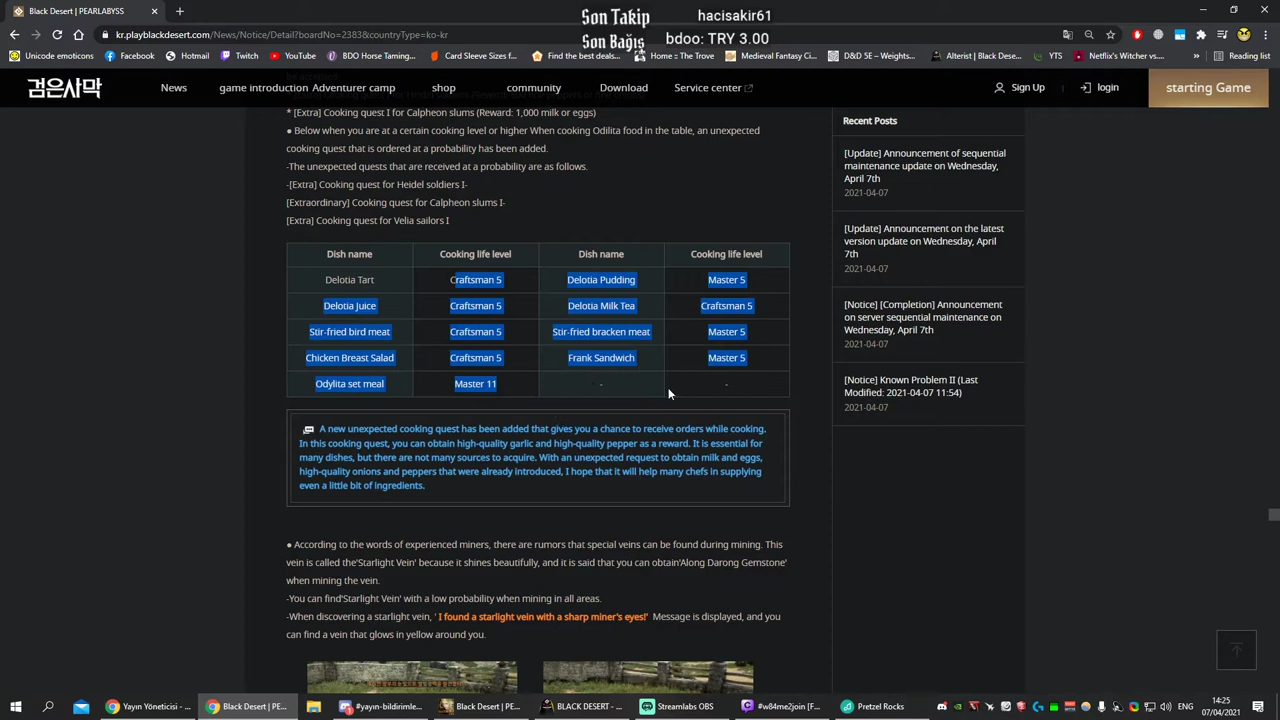 Black Desert | PEARLABYSS
Son Takip
hacisakir61
Son Bağış
bdoo: TRY 3.00
kr.playblackdesert.com/News/Notice/Detail?boardNo=2383&countryType=ko-kr
Unicode emoticons
Hotmail
Twitch
YouTube
BDO Horse Taming...
Card Sleeve Sizes f...
Find the best deals...
Home :: The Trove
Medieval Fantasy Ci...
D&D 5E – Weights...
Alterist | Black Dese...
YTS
Netflix's Witcher vs...
검은사막
News
game introduction
Adventurer camp
shop
community
Download
Service center
Sign Up
login
starting Game
be accepted
* [Extra] Cooking quest I for Calpheon slums (Reward: 1,000 milk or eggs)
● Below when you are at a certain cooking level or higher When cooking Odilita food in the table, an unexpected
cooking quest that is ordered at a probability has been added.
-The unexpected quests that are received at a probability are as follows.
-[Extra] Cooking quest for Heidel soldiers I-
[Extraordinary] Cooking quest for Calpheon slums I-
[Extra] Cooking quest for Velia sailors I
Dish name Cooking life level Dish name Cooking life level
Delotia Tart Craftsman 5 Delotia Pudding Master 5
Delotia Juice Craftsman 5 Delotia Milk Tea Craftsman 5
Stir-fried bird meat Craftsman 5 Stir-fried bracken meat Master 5
Chicken Breast Salad Craftsman 5 Frank Sandwich Master 5
Odylita set meal Master 11 - -
A new unexpected cooking quest has been added that gives you a chance to receive orders while cooking.
In this cooking quest, you can obtain high-quality garlic and high-quality pepper as a reward. It is essential for
many dishes, but there are not many sources to acquire. With an unexpected request to obtain milk and eggs,
high-quality onions and peppers that were already introduced, I hope that it will help many chefs in supplying
even a little bit of ingredients.
● According to the words of experienced miners, there are rumors that special veins can be found during mining. This
vein is called the'Starlight Vein' because it shines beautifully, and it is said that you can obtain'Along Darong Gemstone'
when mining the vein.
-You can find'Starlight Vein' with a low probability when mining in all areas.
-When discovering a starlight vein, ' I found a starlight vein with a sharp miner's eyes!' Message is displayed, and you
can find a vein that glows in yellow around you.
Recent Posts
[Update] Announcement of sequential
maintenance update on Wednesday,
April 7th
2021-04-07
[Update] Announcement on the latest
version update on Wednesday, April
7th
2021-04-07
[Notice] [Completion] Announcement
on server sequential maintenance on
Wednesday, April 7th
2021-04-07
[Notice] Known Problem II (Last
Modified: 2021-04-07 11:54)
2021-04-07
Yayın Yöneticisi - ...
Black Desert | PE...
#yayın-bildirimle...
Black Desert | PE...
BLACK DESERT - ...
Streamlabs OBS
#w84me2join [F...
Pretzel Rocks
14:25
07/04/2021